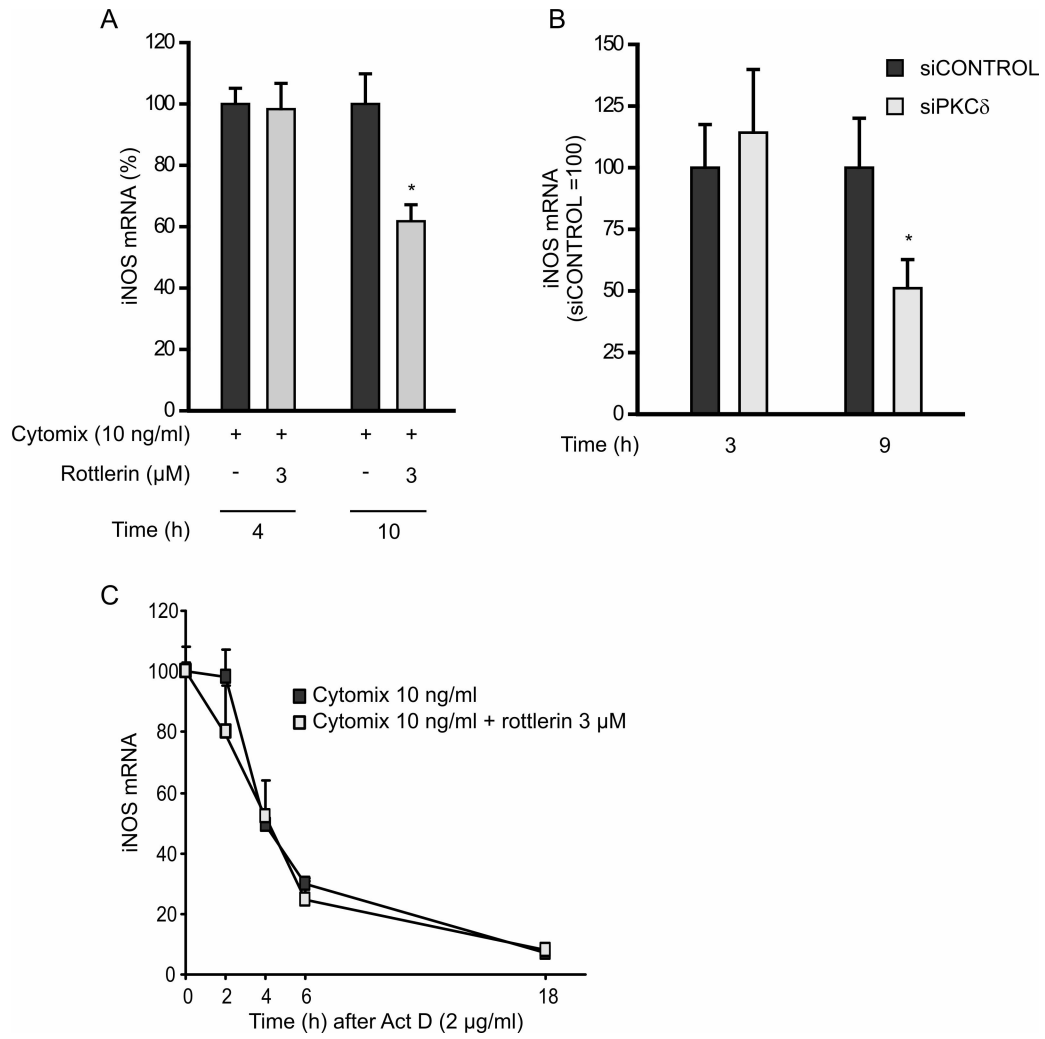 A
120
100
80
60
40
20
0
iNOS mRNA (%)
*
Cytomix (10 ng/ml) + + + +
Rottlerin (µM) - 3 - 3
Time (h) 4 10
B
150
125
100
75
50
25
0
iNOS mRNA
(siCONTROL =100)
siCONTROL
siPKCδ
*
Time (h) 3 9
C
120
100
80
60
40
20
0
iNOS mRNA
Cytomix 10 ng/ml
Cytomix 10 ng/ml + rottlerin 3 µM
0 2 4 6 18
Time (h) after Act D (2 µg/ml)